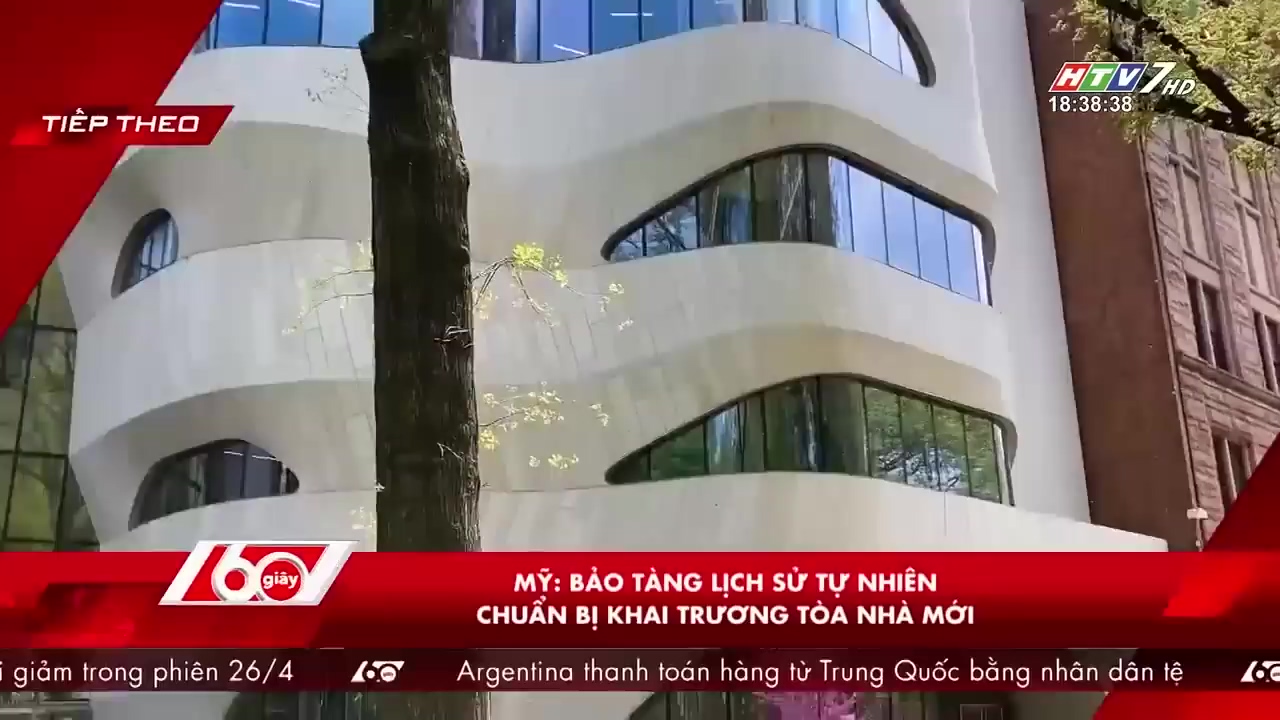 HTV7 HD
18:38:38
TIẾP THEO
60 giây
MỸ: BẢO TÀNG LỊCH SỬ TỰ NHIÊN
CHUẨN BỊ KHAI TRƯƠNG TÒA NHÀ MỚI
i giảm trong phiên 26/4 60 giây Argentina thanh toán hàng từ Trung Quốc bằng nhân dân tệ